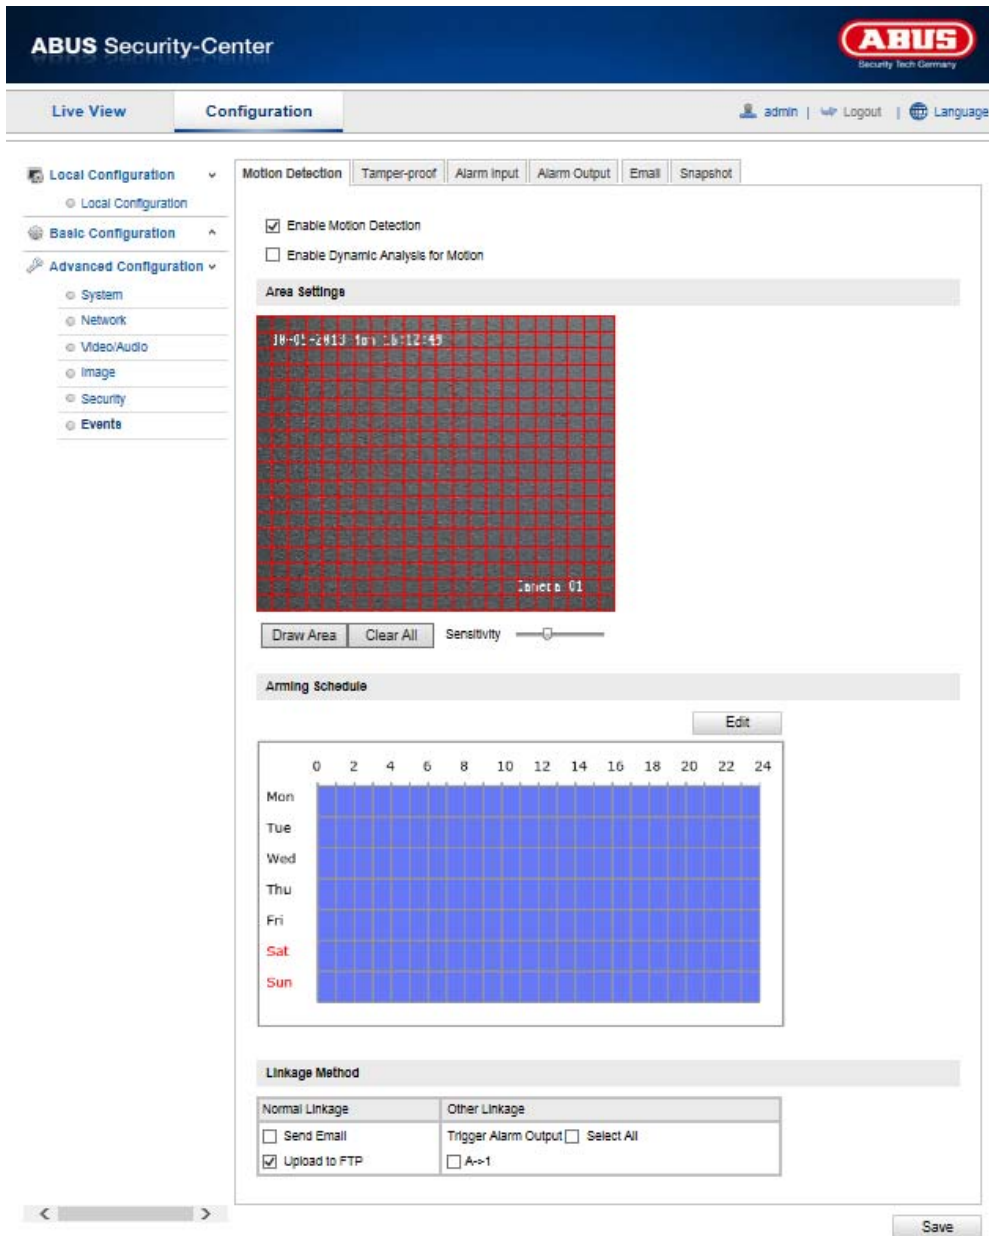 ABUS Security-Center
ABUS
Security Tech Germany
Live View
Configuration
admin | Logout | Language
Local Configuration
Local Configuration
Basic Configuration
Advanced Configuration
System
Network
Video/Audio
Image
Security
Events
Motion Detection
Tamper-proof
Alarm Input
Alarm Output
Email
Snapshot
Enable Motion Detection
Enable Dynamic Analysis for Motion
Area Settings
Camera 01
Draw Area
Clear All
Sensitivity
Arming Schedule
Edit
0 2 4 6 8 10 12 14 16 18 20 22 24
Mon
Tue
Wed
Thu
Fri
Sat
Sun
Linkage Method
Normal Linkage
Other Linkage
Send Email
Trigger Alarm Output
Select All
Upload to FTP
A->1
Save